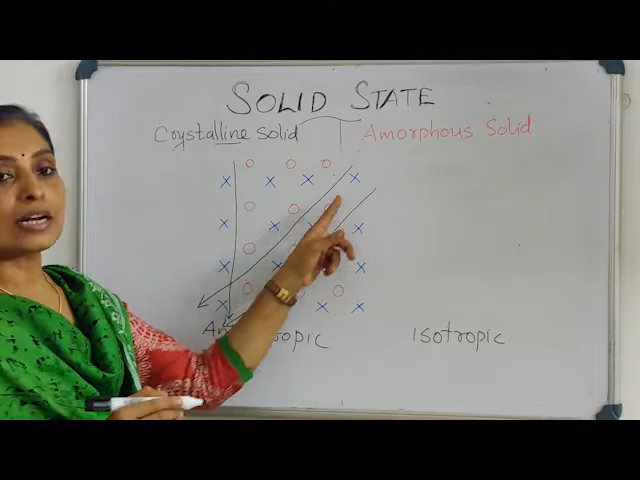 SOLID STATE
Crystalline Solid
Amorphous Solid
isotropic